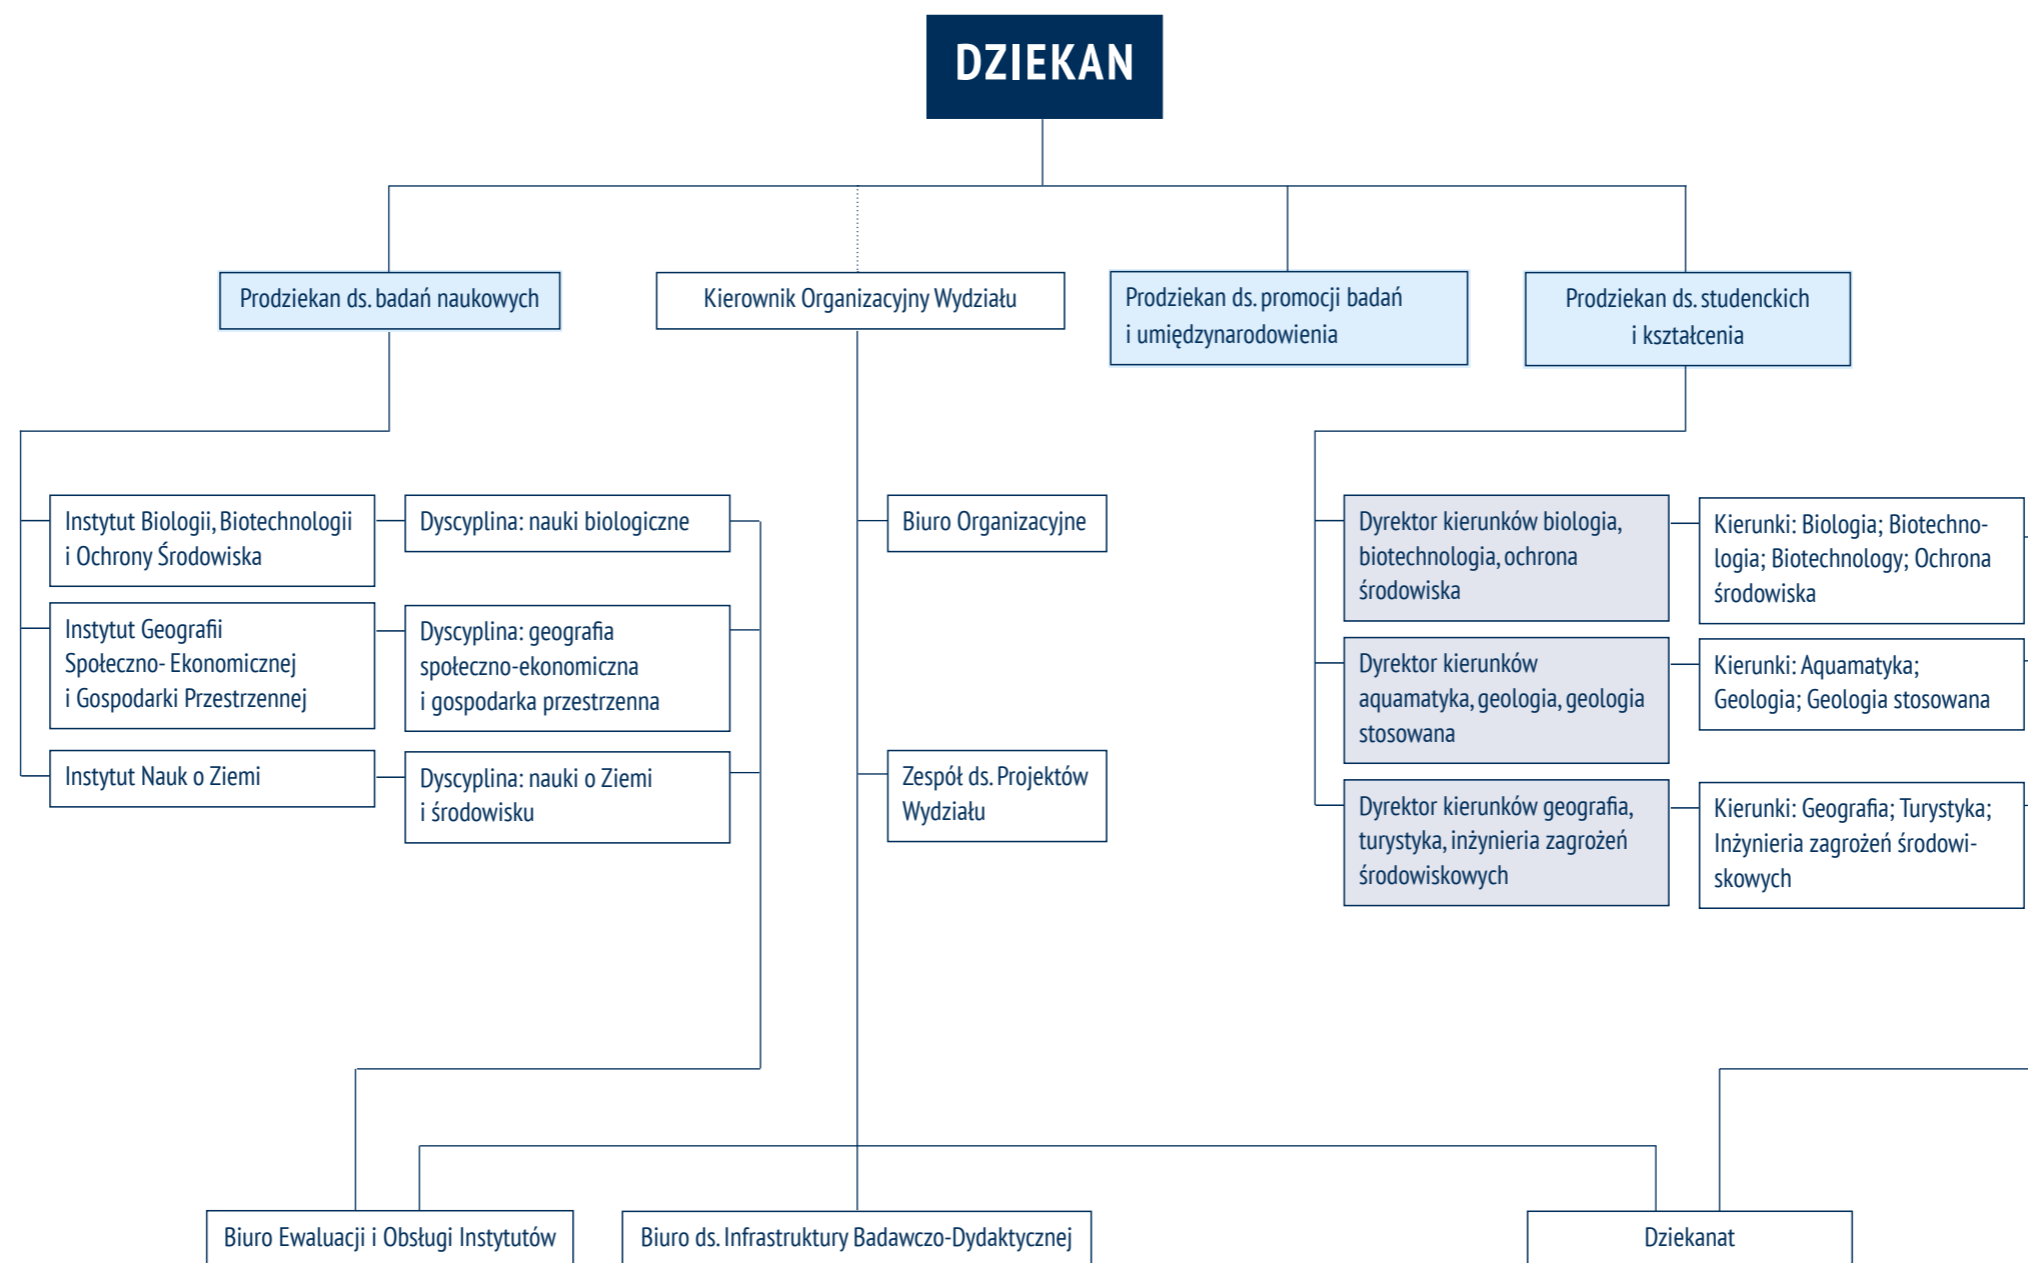 DZIEKAN
Prodziekan ds. badań naukowych
Kierownik Organizacyjny Wydziału
Prodziekan ds. promocji badań
i umiędzynarodowienia
Prodziekan ds. studenckich
i kształcenia
Instytut Biologii, Biotechnologii
i Ochrony Środowiska
Dyscyplina: nauki biologiczne
Instytut Geografii
Społeczno- Ekonomicznej
i Gospodarki Przestrzennej
Dyscyplina: geografia
społeczno-ekonomiczna
i gospodarka przestrzenna
Instytut Nauk o Ziemi
Dyscyplina: nauki o Ziemi
i środowisku
Biuro Organizacyjne
Zespół ds. Projektów
Wydziału
Dyrektor kierunków biologia,
biotechnologia, ochrona
środowiska
Kierunki: Biologia; Biotechno-
logia; Biotechnology; Ochrona
środowiska
Dyrektor kierunków
aquamatyka, geologia, geologia
stosowana
Kierunki: Aquamatyka;
Geologia; Geologia stosowana
Dyrektor kierunków geografia,
turystyka, inżynieria zagrożeń
środowiskowych
Kierunki: Geografia; Turystyka;
Inżynieria zagrożeń środowi-
skowych
Biuro Ewaluacji i Obsługi Instytutów
Biuro ds. Infrastruktury Badawczo-Dydaktycznej
Dziekanat